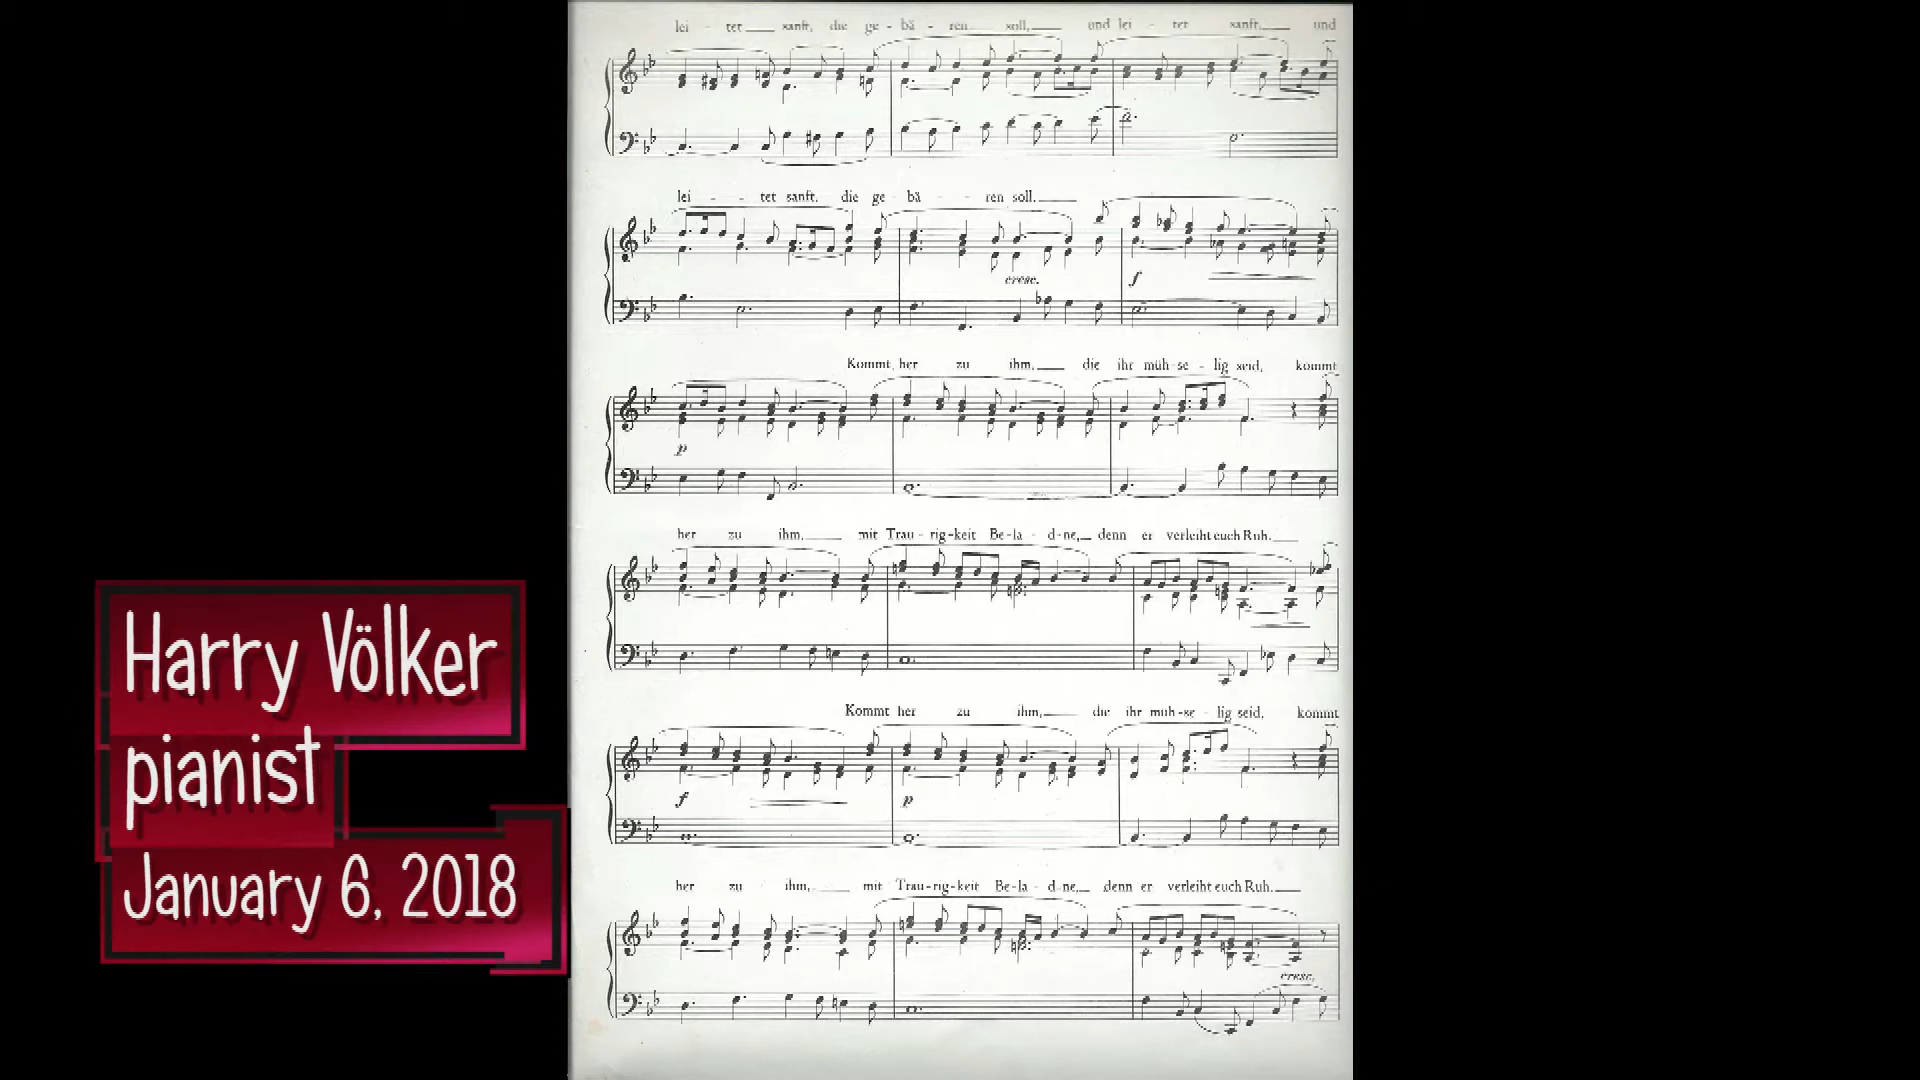 lei - tet sanft, die ge - bä - ren soll, und lei - tet sanft, und
lei - - tet sanft, die ge - bä - - ren soll.
cresc.
f
Kommt her zu ihm, die ihr müh-se - lig seid, kommt
p
her zu ihm, mit Trau-rig-keit Be-la - d-ne, denn er verleiht euch Ruh.
Kommt her zu ihm, die ihr müh-se - lig seid, kommt
f
p
her zu ihm, mit Trau-rig-keit Be-la - d-ne, denn er verleiht euch Ruh.
cresc.
Harry Völker
pianist
January 6, 2018